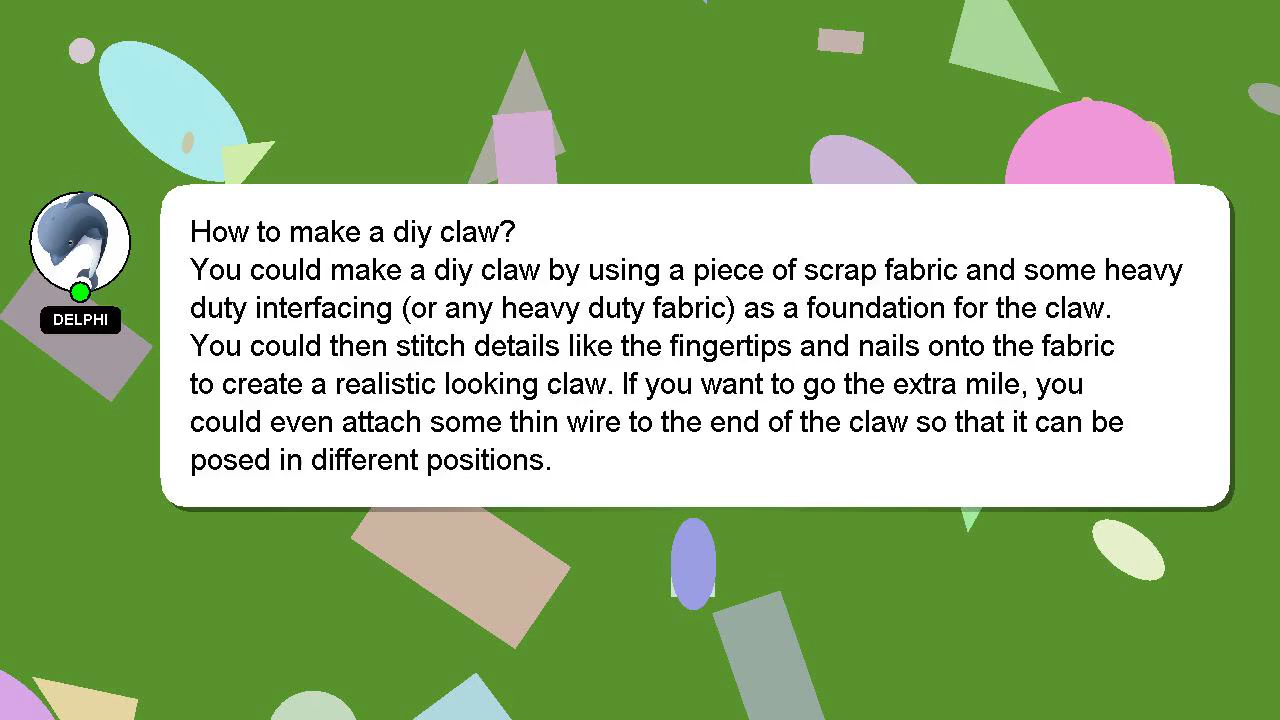 How to make a diy claw?
You could make a diy claw by using a piece of scrap fabric and some heavy
duty interfacing (or any heavy duty fabric) as a foundation for the claw.
You could then stitch details like the fingertips and nails onto the fabric
to create a realistic looking claw. If you want to go the extra mile, you
could even attach some thin wire to the end of the claw so that it can be
posed in different positions.
DELPHI